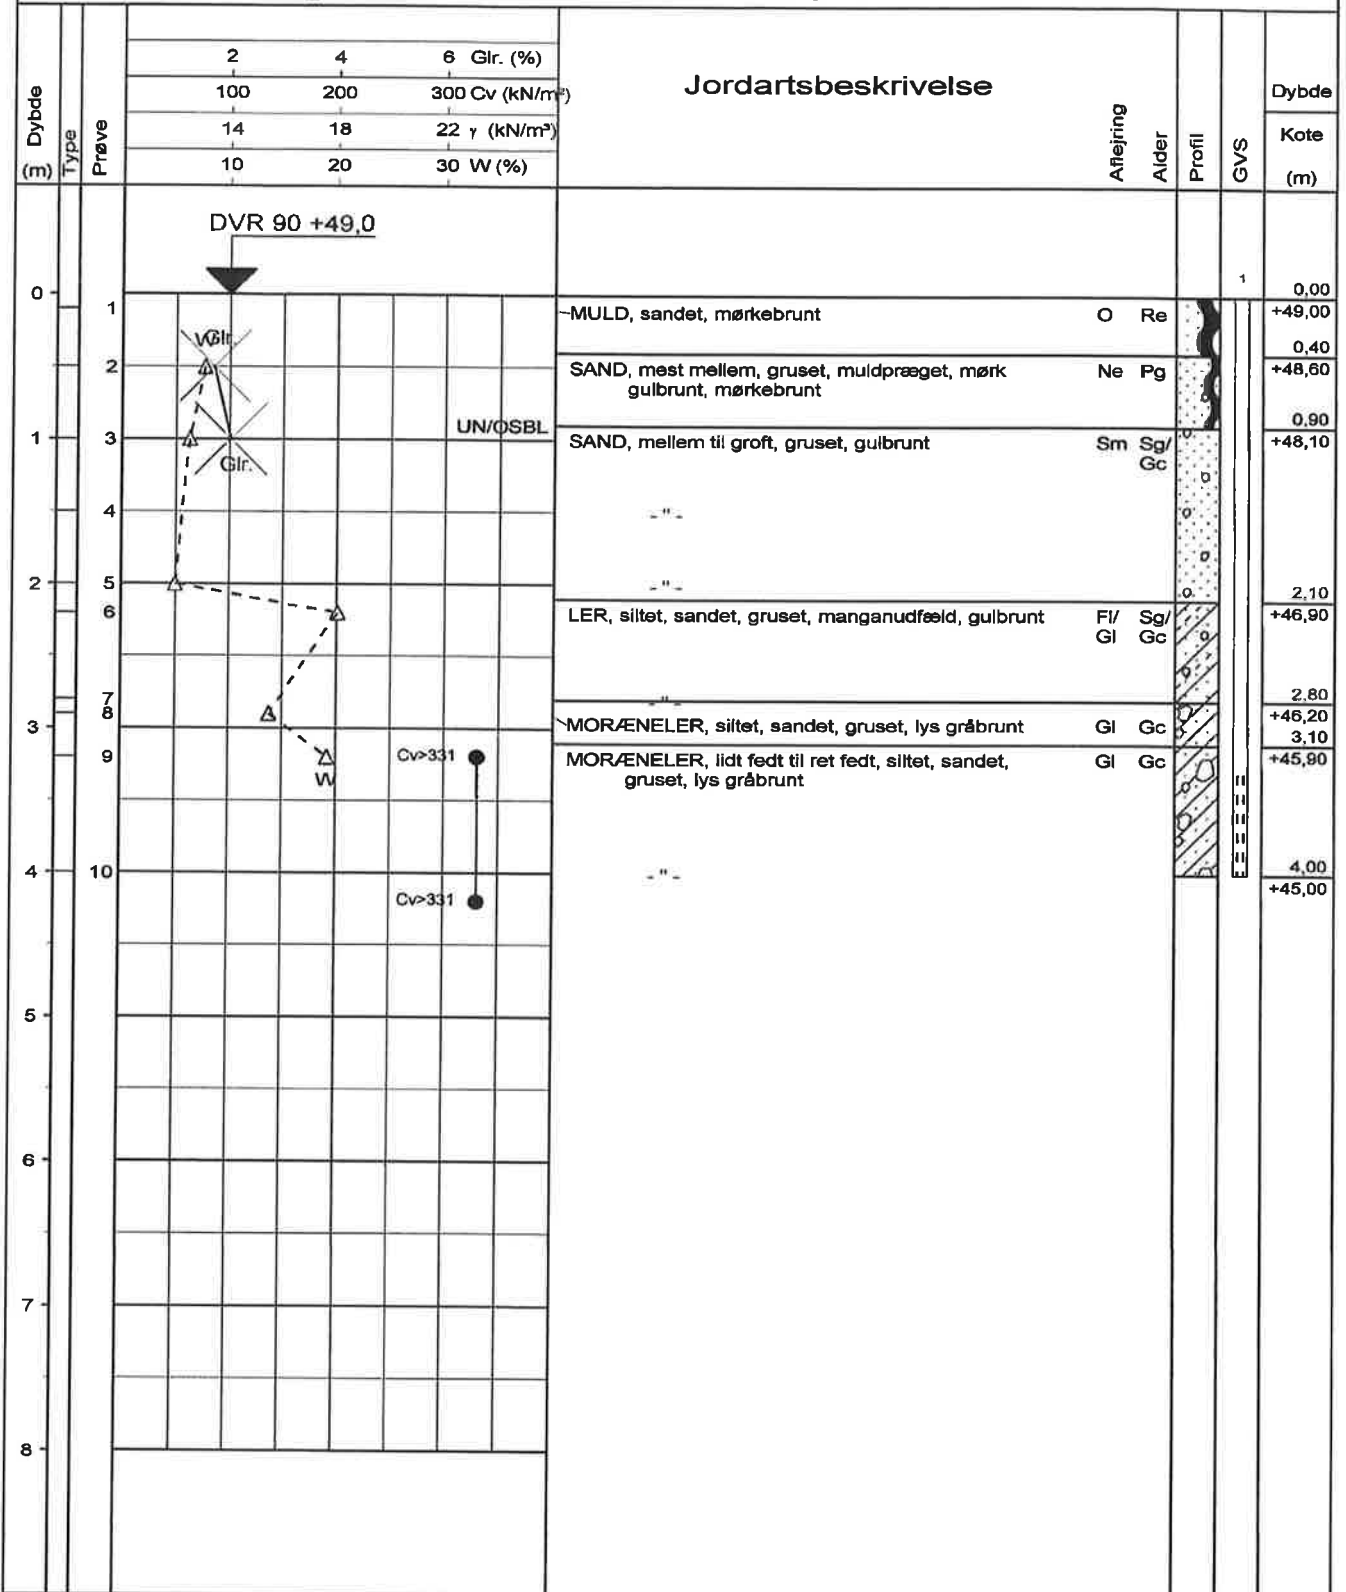 2 4 6 Glr. (%)
100 200 300 Cv (kN/m²)
14 18 22 γ (kN/m³)
10 20 30 W (%)
Dybde
(m)
Type
Prøve
Jordartsbeskrivelse
Aflejring
Alder
Profil
GVS
Dybde
Kote
(m)
DVR 90 +49,0
1
0,00
0
1
MULD, sandet, mørkebrunt O Re +49,00
W Glr.
0,40
2
SAND, mest mellem, gruset, muldpræget, mørk Ne Pg +48,60
gulbrunt, mørkebrunt
0,90
UN/OSBL
1 3
SAND, mellem til groft, gruset, gulbrunt Sm Sg/ +48,10
Gc
Glr.
4 -"-
2 5 -"-
2,10
6
LER, siltet, sandet, gruset, manganudfæld, gulbrunt Fl/ Sg/ +46,90
Gl Gc
7 -"- 2,80
8
+46,20
3
MORÆNELER, siltet, sandet, gruset, lys gråbrunt Gl Gc
3,10
9 Cv>331
MORÆNELER, lidt fedt til ret fedt, siltet, sandet, Gl Gc +45,90
gruset, lys gråbrunt
W
4 10 -"- 4,00
Cv>331
+45,00
5
6
7
8